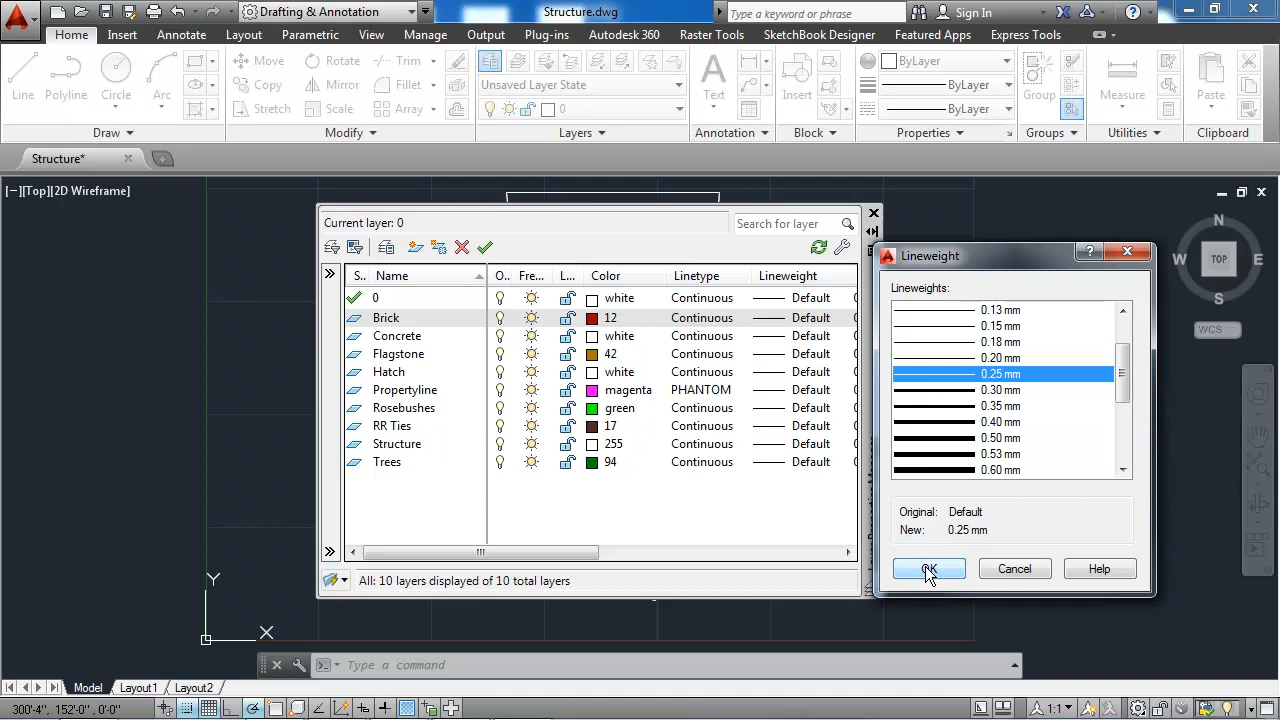 Drafting & Annotation
Structure.dwg
Type a keyword or phrase
Sign In
Home Insert Annotate Layout Parametric View Manage Output Plug-ins Autodesk 360 Raster Tools SketchBook Designer Featured Apps Express Tools
Line
Polyline
Circle
Arc
Draw
Move
Rotate
Trim
Copy
Mirror
Fillet
Stretch
Scale
Array
Modify
Unsaved Layer State
0
Layers
Text
Annotation
Insert
Block
ByLayer
ByLayer
ByLayer
Properties
Group
Groups
Measure
Utilities
Paste
Clipboard
Structure*
[−][Top][2D Wireframe]
Current layer: 0
Search for layer
S.. Name O.. Fre... L... Color Linetype Lineweight
0 white Continuous Default
Brick 12 Continuous Default
Concrete white Continuous Default
Flagstone 42 Continuous Default
Hatch white Continuous Default
Propertyline magenta PHANTOM Default
Rosebushes green Continuous Default
RR Ties 17 Continuous Default
Structure 255 Continuous Default
Trees 94 Continuous Default
All: 10 layers displayed of 10 total layers
Lineweight
Lineweights:
0.13 mm
0.15 mm
0.18 mm
0.20 mm
0.25 mm
0.30 mm
0.35 mm
0.40 mm
0.50 mm
0.53 mm
0.60 mm
Original: Default
New: 0.25 mm
OK Cancel Help
N
W TOP E
S
WCS
Y
X
Type a command
Model Layout1 Layout2
300'-4", 152'-0", 0'-0"
1:1